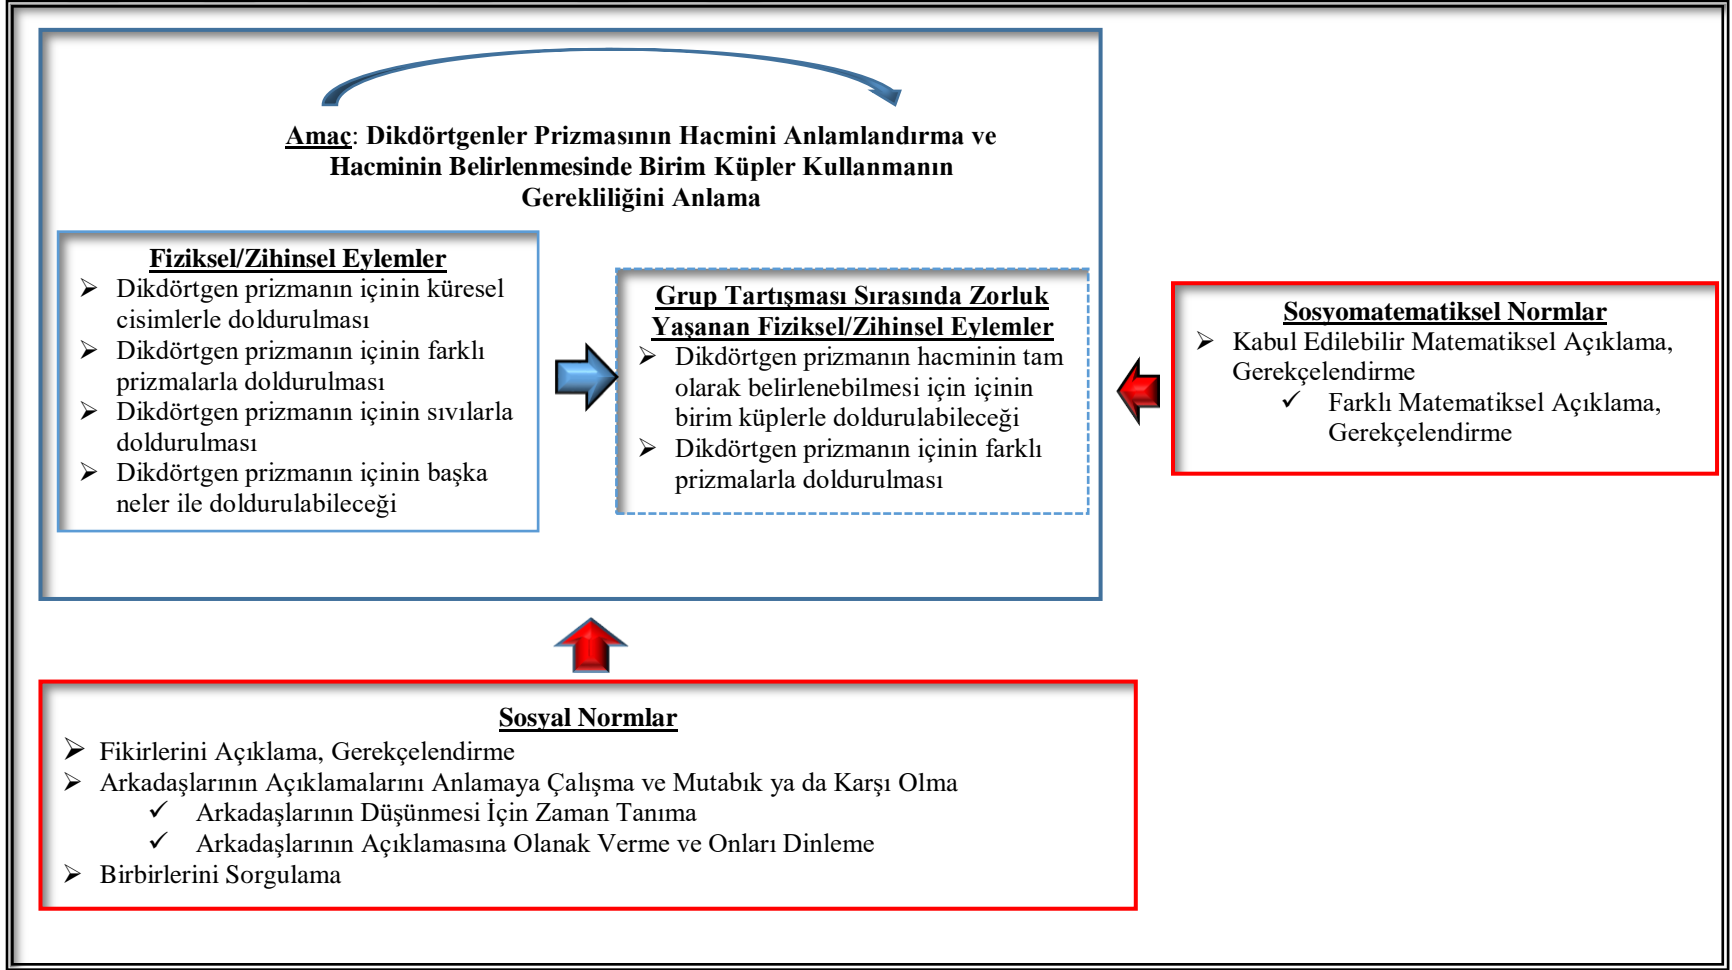 Amaç: Dikdörtgenler Prizmasının Hacmini Anlamlandırma ve
Hacminin Belirlenmesinde Birim Küpler Kullanmanın
Gerekliliğini Anlama
Fiziksel/Zihinsel Eylemler
➢ Dikdörtgen prizmanın içinin küresel
cisimlerle doldurulması
➢ Dikdörtgen prizmanın içinin farklı
prizmalarla doldurulması
➢ Dikdörtgen prizmanın içinin sıvılarla
doldurulması
➢ Dikdörtgen prizmanın içinin başka
neler ile doldurulabileceği
Grup Tartışması Sırasında Zorluk
Yaşanan Fiziksel/Zihinsel Eylemler
➢ Dikdörtgen prizmanın hacminin tam
olarak belirlenebilmesi için içinin
birim küplerle doldurulabileceği
➢ Dikdörtgen prizmanın içinin farklı
prizmalarla doldurulması
Sosyomatematiksel Normlar
➢ Kabul Edilebilir Matematiksel Açıklama,
Gerekçelendirme
✓ Farklı Matematiksel Açıklama,
Gerekçelendirme
Sosyal Normlar
➢ Fikirlerini Açıklama, Gerekçelendirme
➢ Arkadaşlarının Açıklamalarını Anlamaya Çalışma ve Mutabık ya da Karşı Olma
✓ Arkadaşlarının Düşünmesi İçin Zaman Tanıma
✓ Arkadaşlarının Açıklamasına Olanak Verme ve Onları Dinleme
➢ Birbirlerini Sorgulama